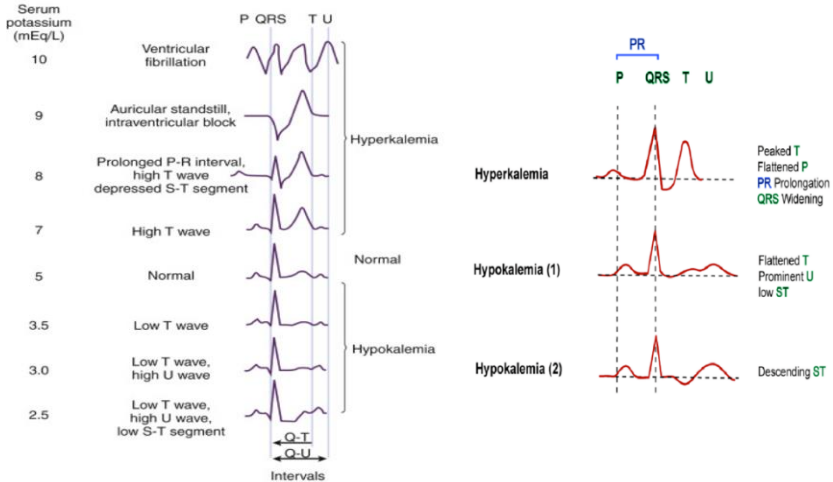 Serum
potassium
(mEq/L)
P QRS T U
10
Ventricular
fibrillation
9
Auricular standstill,
intraventricular block
8
Prolonged P-R interval,
high T wave
depressed S-T segment
7
High T wave
Hyperkalemia
5
Normal
Normal
3.5
Low T wave
3.0
Low T wave,
high U wave
2.5
Low T wave,
high U wave,
low S-T segment
Hypokalemia
Q-T
Q-U
Intervals
PR
P QRS T U
Hyperkalemia
Peaked T
Flattened P
PR Prolongation
QRS Widening
Hypokalemia (1)
Flattened T
Prominent U
low ST
Hypokalemia (2)
Descending ST